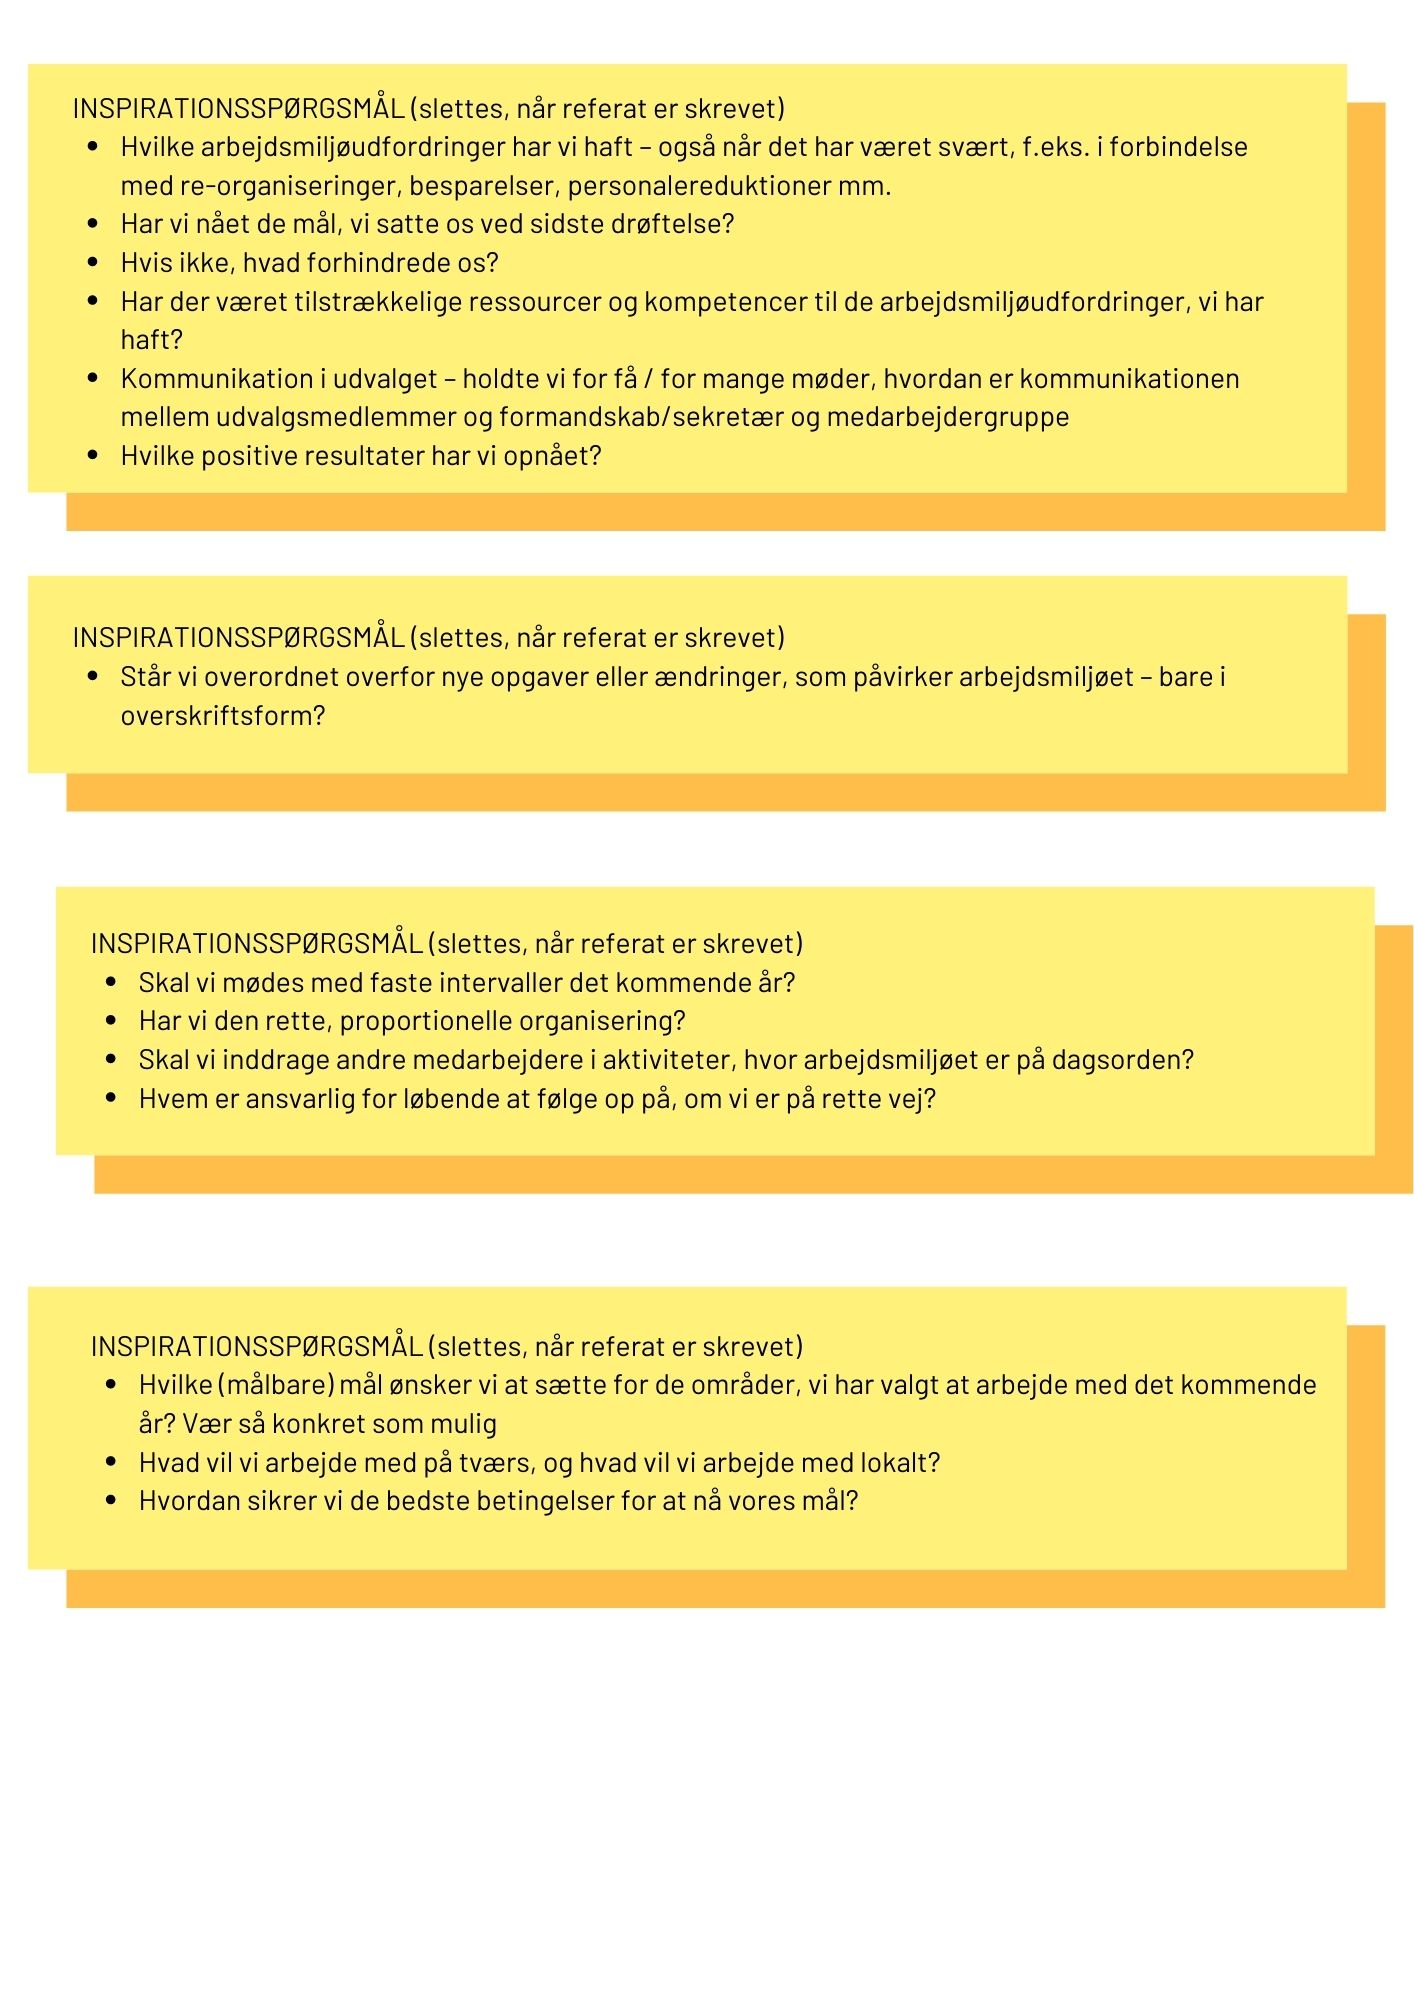 INSPIRATIONSSPØRGSMÅL (slettes, når referat er skrevet)
• Hvilke arbejdsmiljøudfordringer har vi haft – også når det har været svært, f.eks. i forbindelse
med re-organiseringer, besparelser, personalereduktioner mm.
• Har vi nået de mål, vi satte os ved sidste drøftelse?
• Hvis ikke, hvad forhindrede os?
• Har der været tilstrækkelige ressourcer og kompetencer til de arbejdsmiljøudfordringer, vi har
haft?
• Kommunikation i udvalget – holdte vi for få / for mange møder, hvordan er kommunikationen
mellem udvalgsmedlemmer og formandskab/sekretær og medarbejdergruppe
• Hvilke positive resultater har vi opnået?
INSPIRATIONSSPØRGSMÅL (slettes, når referat er skrevet)
• Står vi overordnet overfor nye opgaver eller ændringer, som påvirker arbejdsmiljøet – bare i
overskriftsform?
INSPIRATIONSSPØRGSMÅL (slettes, når referat er skrevet)
• Skal vi mødes med faste intervaller det kommende år?
• Har vi den rette, proportionelle organisering?
• Skal vi inddrage andre medarbejdere i aktiviteter, hvor arbejdsmiljøet er på dagsorden?
• Hvem er ansvarlig for løbende at følge op på, om vi er på rette vej?
INSPIRATIONSSPØRGSMÅL (slettes, når referat er skrevet)
• Hvilke (målbare) mål ønsker vi at sætte for de områder, vi har valgt at arbejde med det kommende
år? Vær så konkret som mulig
• Hvad vil vi arbejde med på tværs, og hvad vil vi arbejde med lokalt?
• Hvordan sikrer vi de bedste betingelser for at nå vores mål?